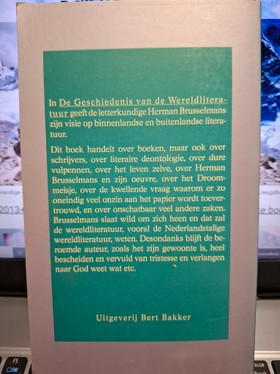 In De Geschiedenis van de Wereldlitera-
tuur geeft de letterkundige Herman Brusselmans
zijn visie op binnenlandse en buitenlandse litera-
tuur.
Dit boek handelt over boeken, maar ook over
schrijvers, over literaire deontologie, over dure
vulpennen, over het leven zelve, over Herman
Brusselmans en zijn oeuvre, over het Droom-
meisje, over de kwellende vraag waarom er zo
oneindig veel onzin aan het papier wordt toever-
trouwd, en over onschatbaar veel andere zaken.
Brusselmans slaat wild om zich heen en dat zal
de wereldliteratuur, vooral de Nederlandstalige
wereldliteratuur, weten. Desondanks blijft de be-
roemde auteur, zoals het zijn gewoonte is, heel
bescheiden en vervuld van tristesse en verlangen
naar God weet wat etc.
Uitgeverij Bert Bakker